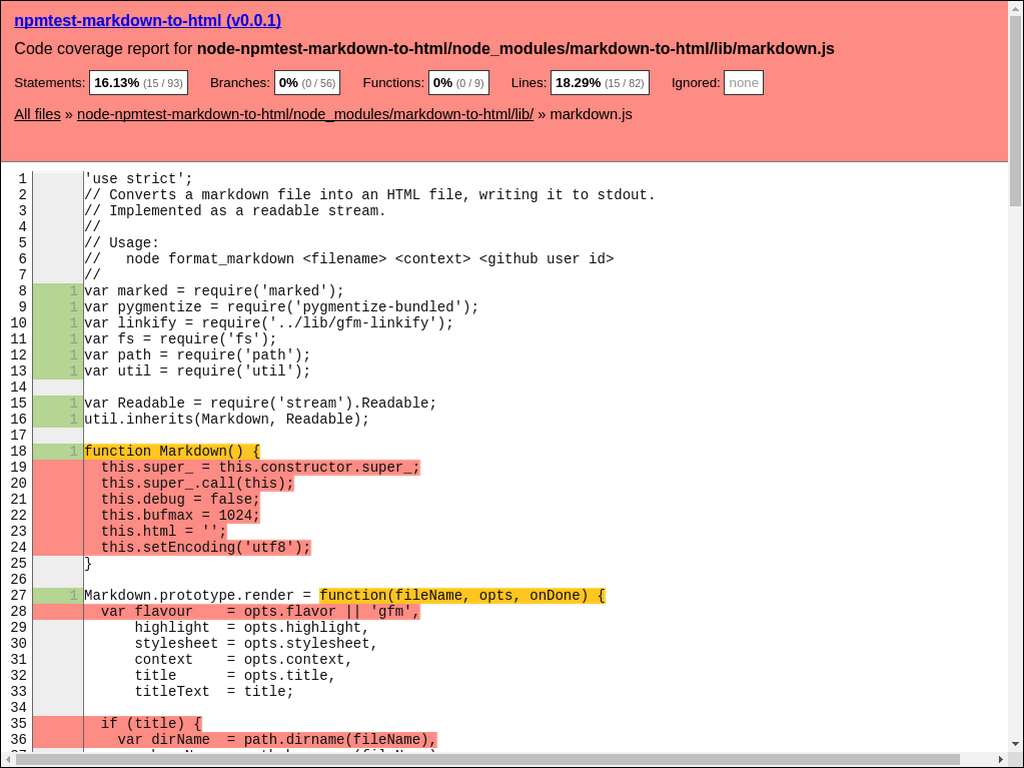 npmtest-markdown-to-html (v0.0.1)
Code coverage report for node-npmtest-markdown-to-html/node_modules/markdown-to-html/lib/markdown.js
Statements: 16.13% (15 / 93) Branches: 0% (0 / 56) Functions: 0% (0 / 9) Lines: 18.29% (15 / 82) Ignored: none
All files » node-npmtest-markdown-to-html/node_modules/markdown-to-html/lib/ » markdown.js
1 'use strict';
2 // Converts a markdown file into an HTML file, writing it to stdout.
3 // Implemented as a readable stream.
4 //
5 // Usage:
6 //   node format_markdown <filename> <context> <github user id>
7 //
8 1 var marked = require('marked');
9 1 var pygmentize = require('pygmentize-bundled');
10 1 var linkify = require('../lib/gfm-linkify');
11 1 var fs = require('fs');
12 1 var path = require('path');
13 1 var util = require('util');
14
15 1 var Readable = require('stream').Readable;
16 1 util.inherits(Markdown, Readable);
17
18 1 function Markdown() {
19   this.super_ = this.constructor.super_;
20   this.super_.call(this);
21   this.debug = false;
22   this.bufmax = 1024;
23   this.html = '';
24   this.setEncoding('utf8');
25 }
26
27 1 Markdown.prototype.render = function(fileName, opts, onDone) {
28   var flavour    = opts.flavor || 'gfm',
29       highlight  = opts.highlight,
30       stylesheet = opts.stylesheet,
31       context    = opts.context,
32       title      = opts.title,
33       titleText  = title;
34
35   if (title) {
36     var dirName  = path.dirname(fileName),